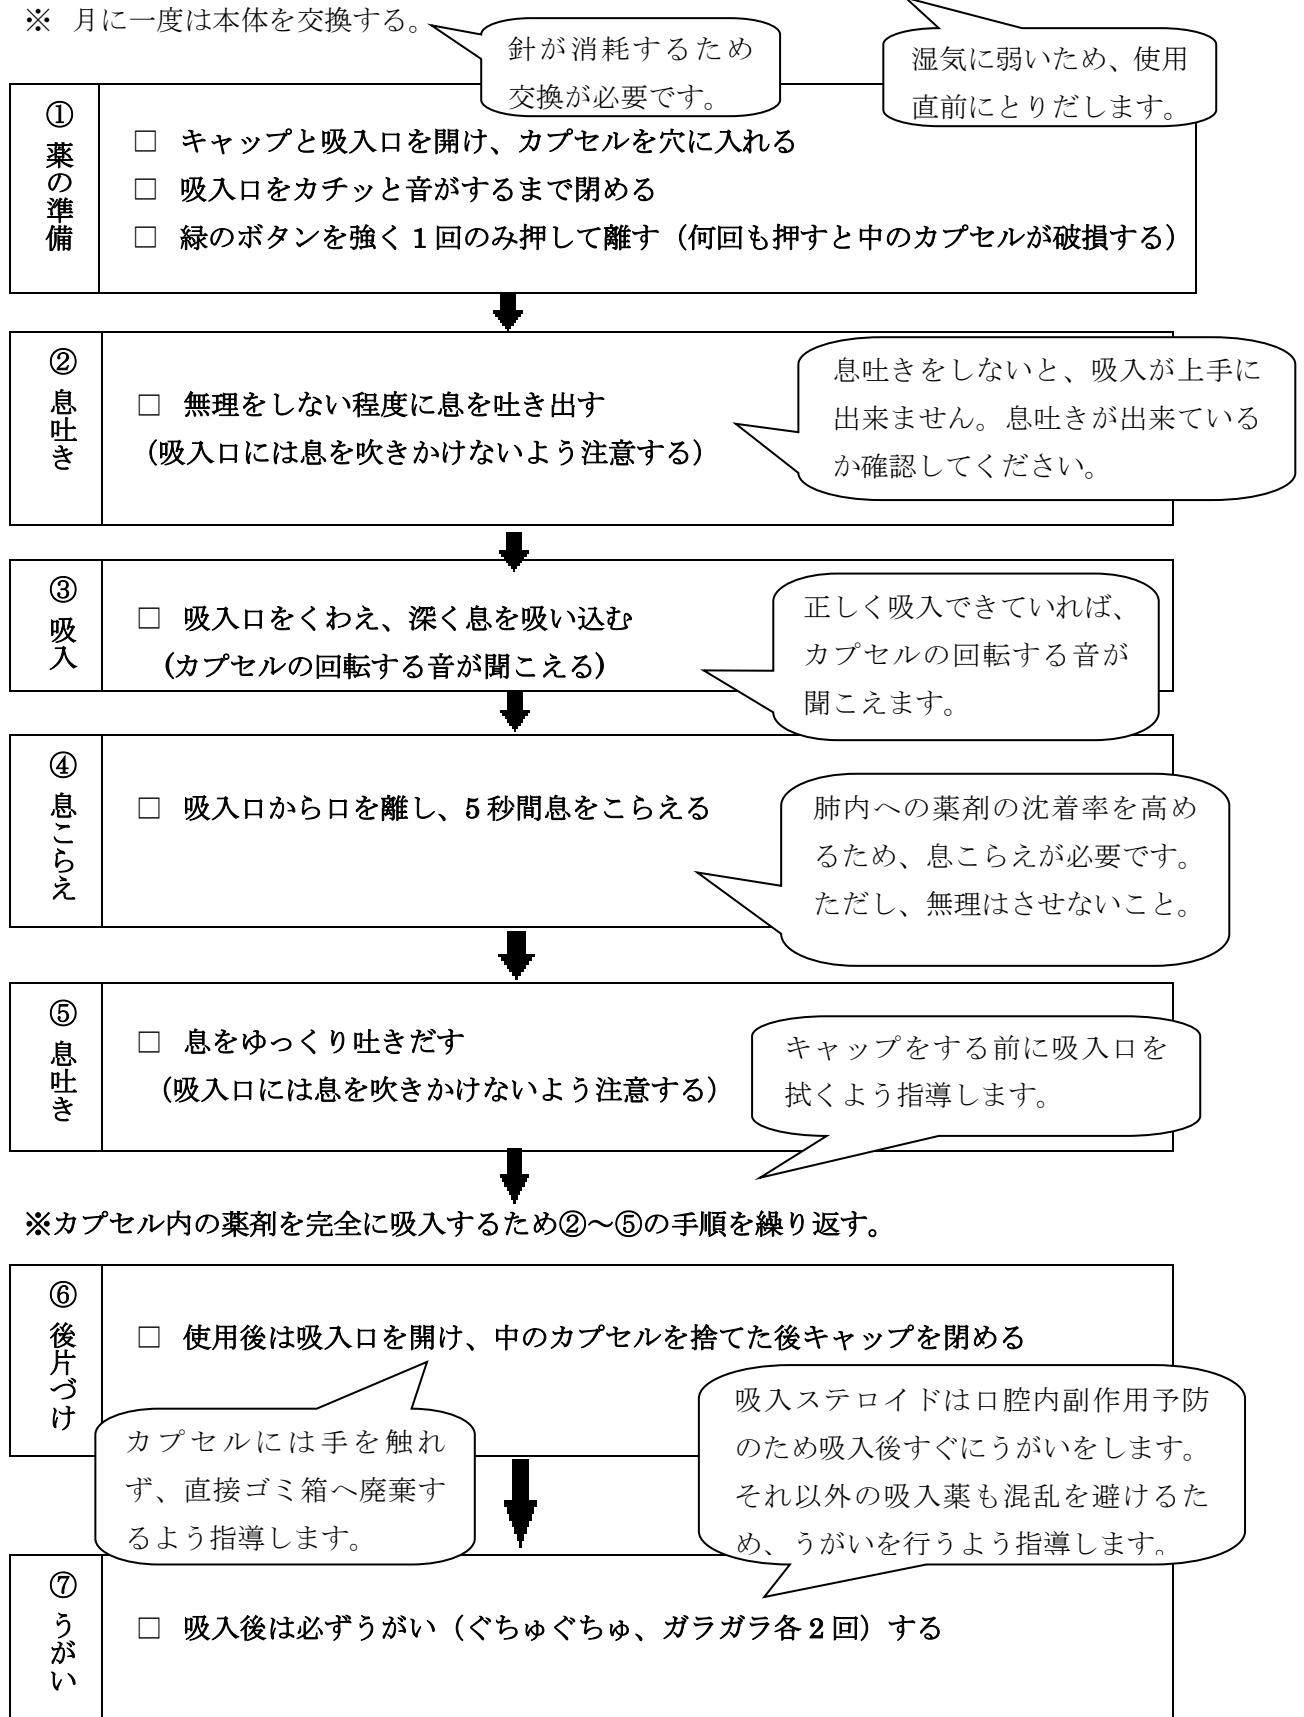 ※ 月に一度は本体を交換する。
針が消耗するため
交換が必要です。
湿気に弱いため、使用
直前にとりだします。
① 薬の準備
□ キャップと吸入口を開け、カプセルを穴に入れる
□ 吸入口をカチッと音がするまで閉める
□ 緑のボタンを強く1回のみ押して離す（何回も押すと中のカプセルが破損する）
② 息吐き
□ 無理をしない程度に息を吐き出す
（吸入口には息を吹きかけないよう注意する）
息吐きをしないと、吸入が上手に
出来ません。息吐きが出来ている
か確認してください。
③ 吸入
□ 吸入口をくわえ、深く息を吸い込む
（カプセルの回転する音が聞こえる）
正しく吸入できていれば、
カプセルの回転する音が
聞こえます。
④ 息こらえ
□ 吸入口から口を離し、5秒間息をこらえる
肺内への薬剤の沈着率を高め
るため、息こらえが必要です。
ただし、無理はさせないこと。
⑤ 息吐き
□ 息をゆっくり吐きだす
（吸入口には息を吹きかけないよう注意する）
キャップをする前に吸入口を
拭くよう指導します。
※カプセル内の薬剤を完全に吸入するため②～⑤の手順を繰り返す。
⑥ 後片づけ
□ 使用後は吸入口を開け、中のカプセルを捨てた後キャップを閉める
カプセルには手を触れ
ず、直接ゴミ箱へ廃棄す
るよう指導します。
吸入ステロイドは口腔内副作用予防
のため吸入後すぐにうがいをします。
それ以外の吸入薬も混乱を避けるた
め、うがいを行うよう指導します。
⑦ うがい
□ 吸入後は必ずうがい（ぐちゅぐちゅ、ガラガラ各2回）する